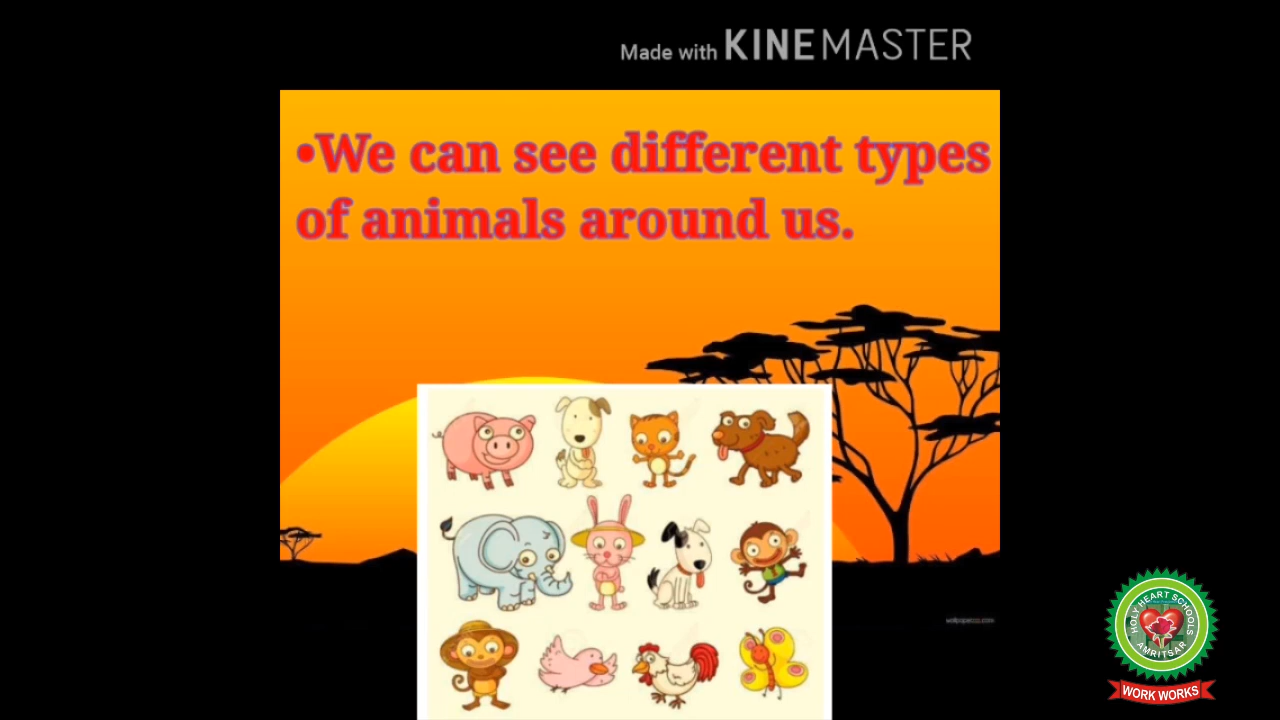 Made with KINEMASTER
•We can see different types
of animals around us.
HOLY HEART SCHOOLS
AMRITSAR
WORK WORKS